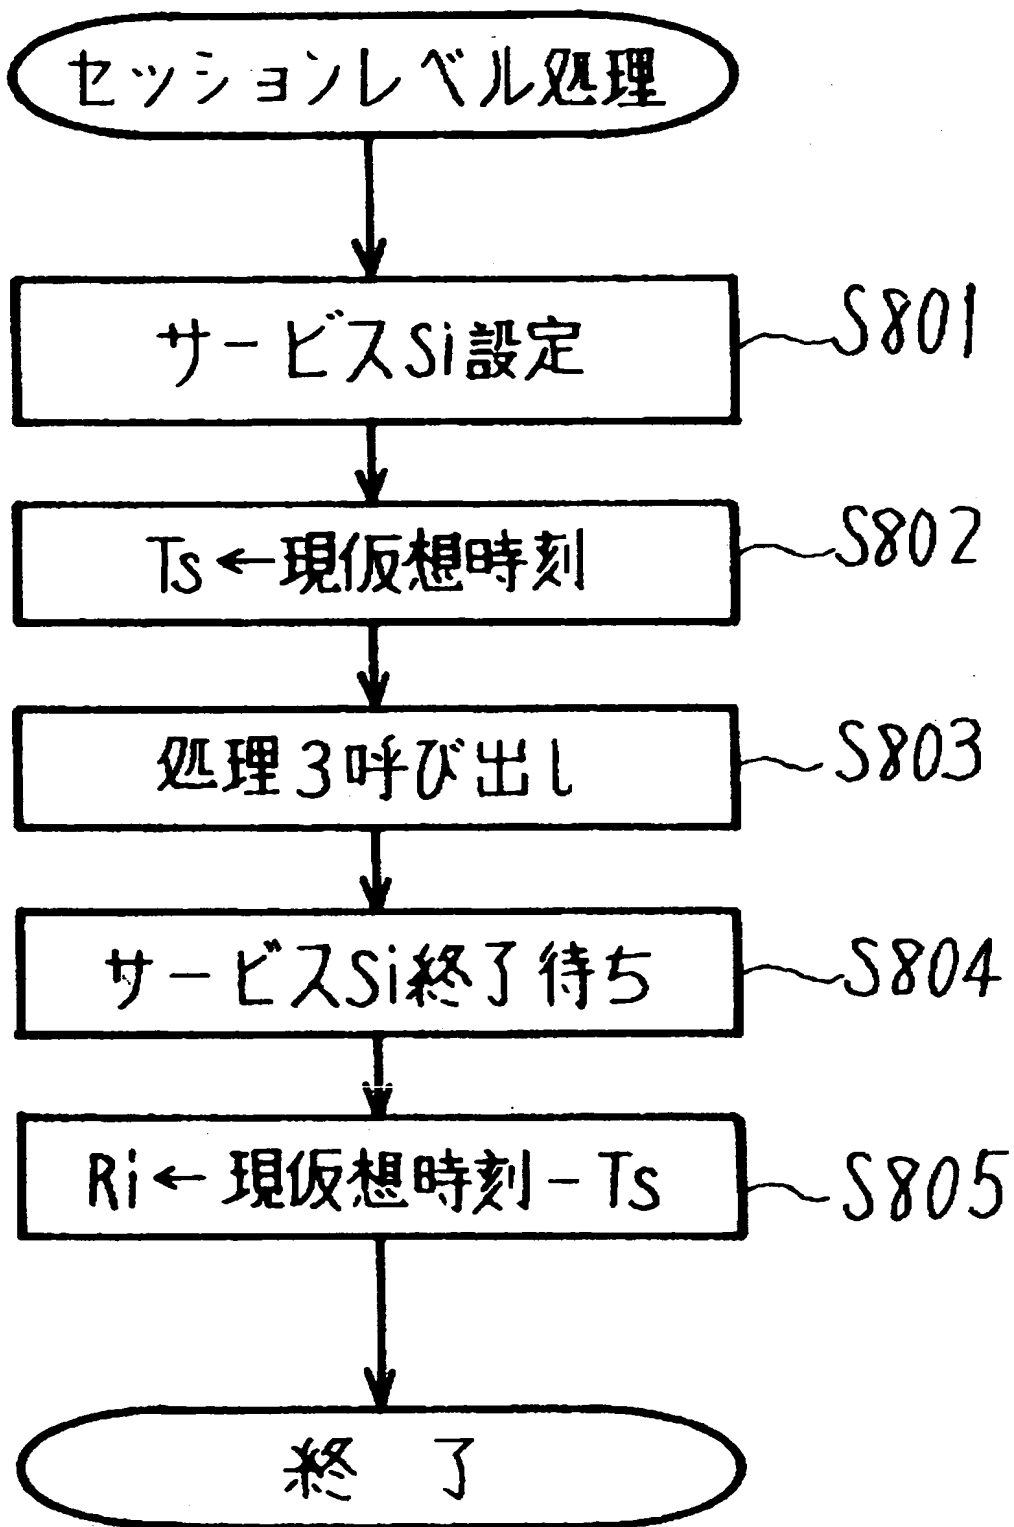 セッションレベル処理
サービスSi設定
S801
Ts←現仮想時刻
S802
処理3呼び出し
S803
サービスSi終了待ち
S804
Ri←現仮想時刻－Ts
S805
終 了